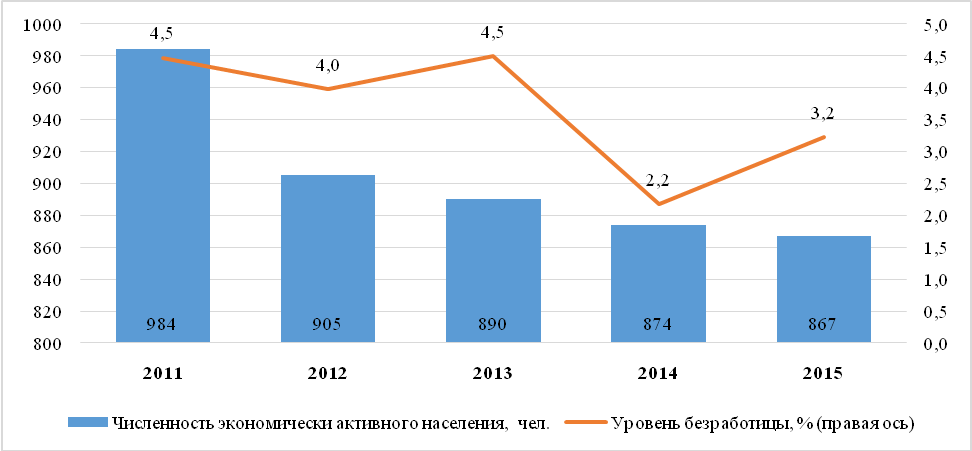 1000 5,0
980 4,5
960 4,0
940 3,5
920 3,0
900 2,5
880 2,0
860 1,5
840 1,0
820 0,5
800 0,0
4,5 4,0 4,5 2,2 3,2
984 905 890 874 867
2011 2012 2013 2014 2015
Численность экономически активного населения, чел. Уровень безработицы, % (правая ось)